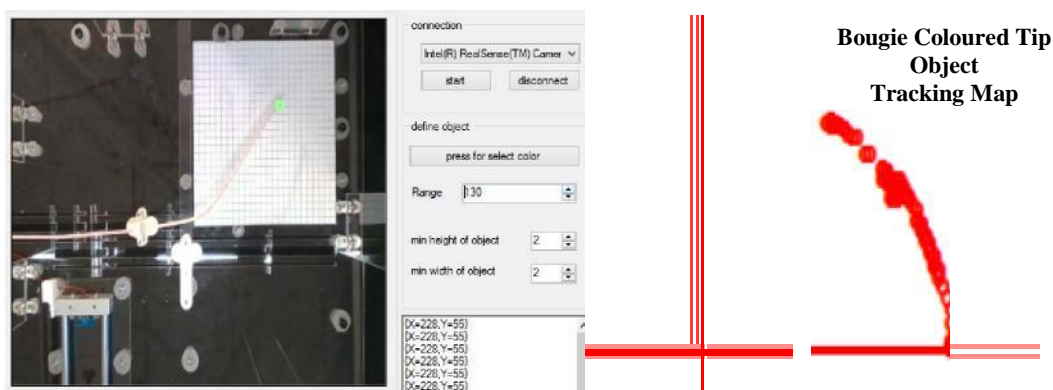 connection
Intel(R) RealSense(TM) Camer
start disconnect
define object
press for select color
Range 130
min height of object 2
min width of object 2
{X=228,Y=55}
{X=228,Y=55}
{X=228,Y=55}
{X=228,Y=55}
{X=228,Y=55}
{X=228,Y=55}
Bougie Coloured Tip
Object
Tracking Map